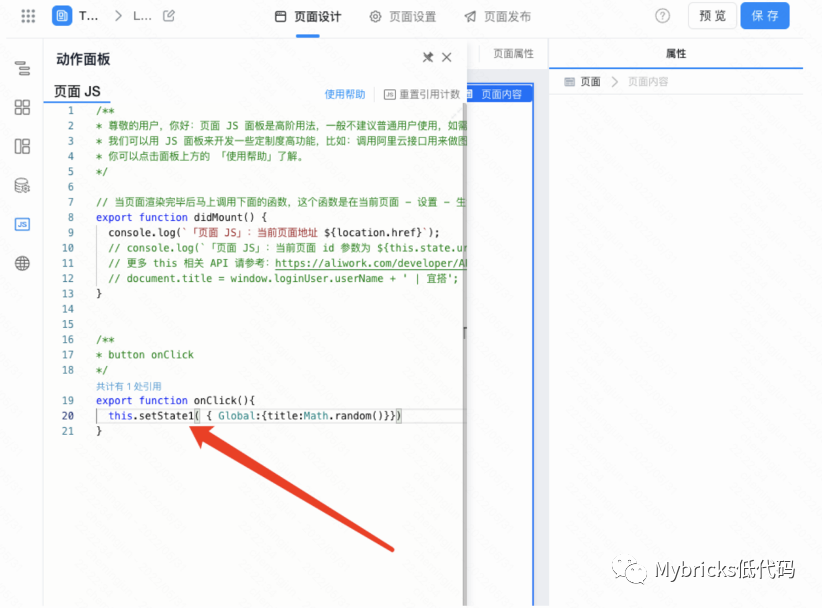 T...
L...
页面设计
页面设置
页面发布
预 览
保 存
动作面板
页面属性
属性
页面 JS
使用帮助
JS 重置引用计数
页面内容
页面
页面内容
1 /**
2 * 尊敬的用户，你好：页面 JS 面板是高阶用法，一般不建议普通用户使用，如需
3 * 我们可以用 JS 面板来开发一些定制度高功能，比如：调用阿里云接口用来做图
4 * 你可以点击面板上方的 「使用帮助」了解。
5 */
6
7 // 当页面渲染完毕后马上调用下面的函数，这个函数是在当前页面 - 设置 - 生
8 export function didMount() {
9 console.log(`「页面 JS」：当前页面地址 ${location.href}`);
10 // console.log(`「页面 JS」：当前页面 id 参数为 ${this.state.ur
11 // 更多 this 相关 API 请参考：https://aliwork.com/developer/A
12 // document.title = window.loginUser.userName + ' | 宜搭';
13 }
14
15
16 /**
17 * button onClick
18 */
共计有 1 处引用
19 export function onClick(){
20 this.setState1( { Global:{title:Math.random()}})
21 }
JS
Mybricks低代码